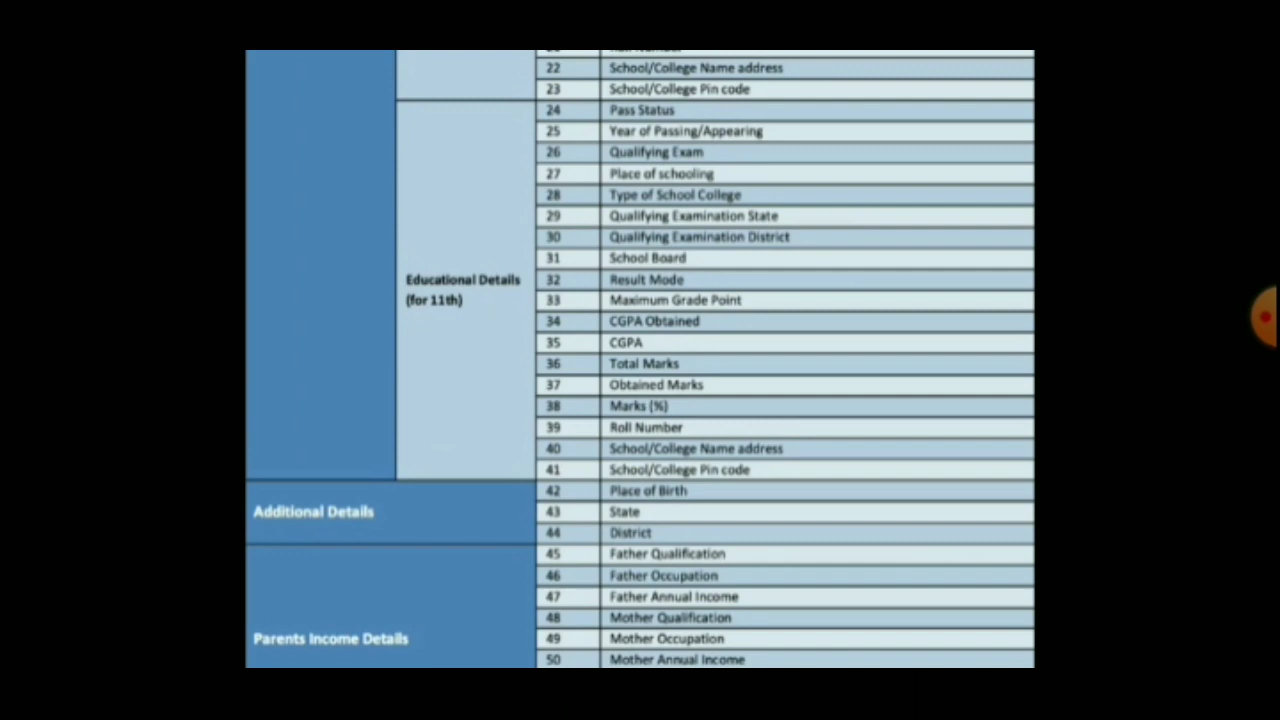 22 School/College Name address
23 School/College Pin code
24 Pass Status
25 Year of Passing/Appearing
26 Qualifying Exam
27 Place of schooling
28 Type of School College
29 Qualifying Examination State
30 Qualifying Examination District
31 School Board
Educational Details
(for 11th)
32 Result Mode
33 Maximum Grade Point
34 CGPA Obtained
35 CGPA
36 Total Marks
37 Obtained Marks
38 Marks (%)
39 Roll Number
40 School/College Name address
41 School/College Pin code
Additional Details
42 Place of Birth
43 State
44 District
Parents Income Details
45 Father Qualification
46 Father Occupation
47 Father Annual Income
48 Mother Qualification
49 Mother Occupation
50 Mother Annual Income